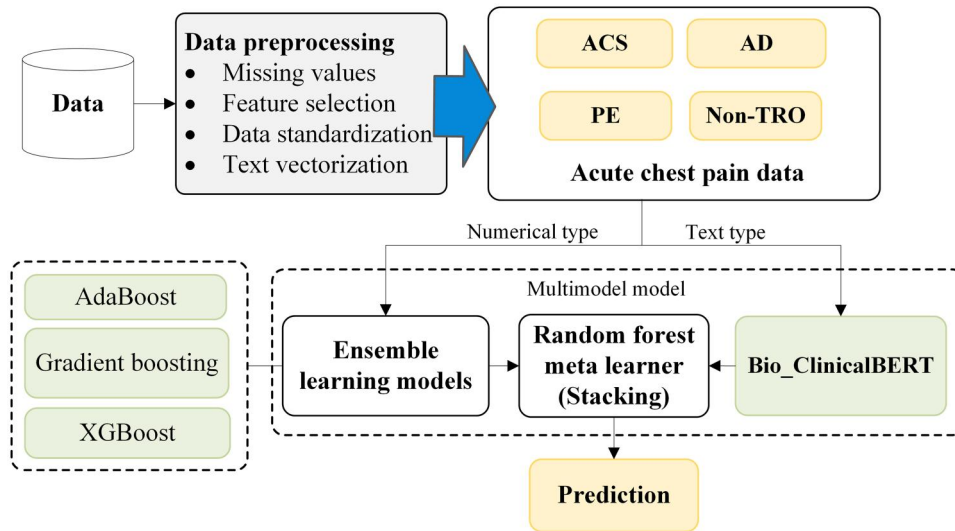 Data
Data preprocessing
• Missing values
• Feature selection
• Data standardization
• Text vectorization
ACS
AD
PE
Non-TRO
Acute chest pain data
Numerical type
Text type
AdaBoost
Gradient boosting
XGBoost
Multimodel model
Ensemble
learning models
Random forest
meta learner
(Stacking)
Bio_ClinicalBERT
Prediction